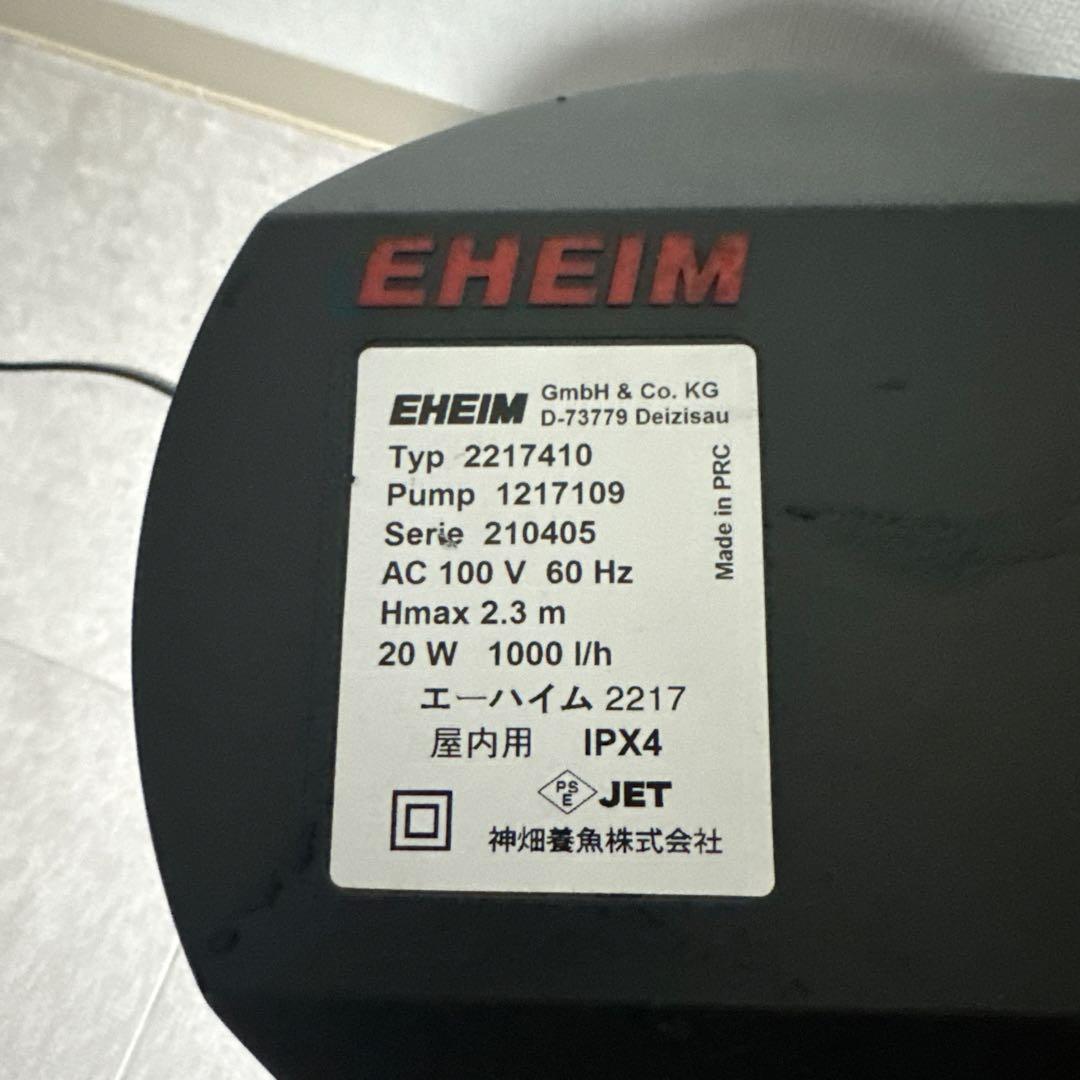 EHEIM
EHEIM GmbH & Co. KG
D-73779 Deizisau
Typ 2217410
Pump 1217109
Serie 210405
AC 100 V 60 Hz
Hmax 2.3 m
20 W 1000 l/h
Made in PRC
エーハイム 2217
屋内用 IPX4
PSE JET
神畑養魚株式会社